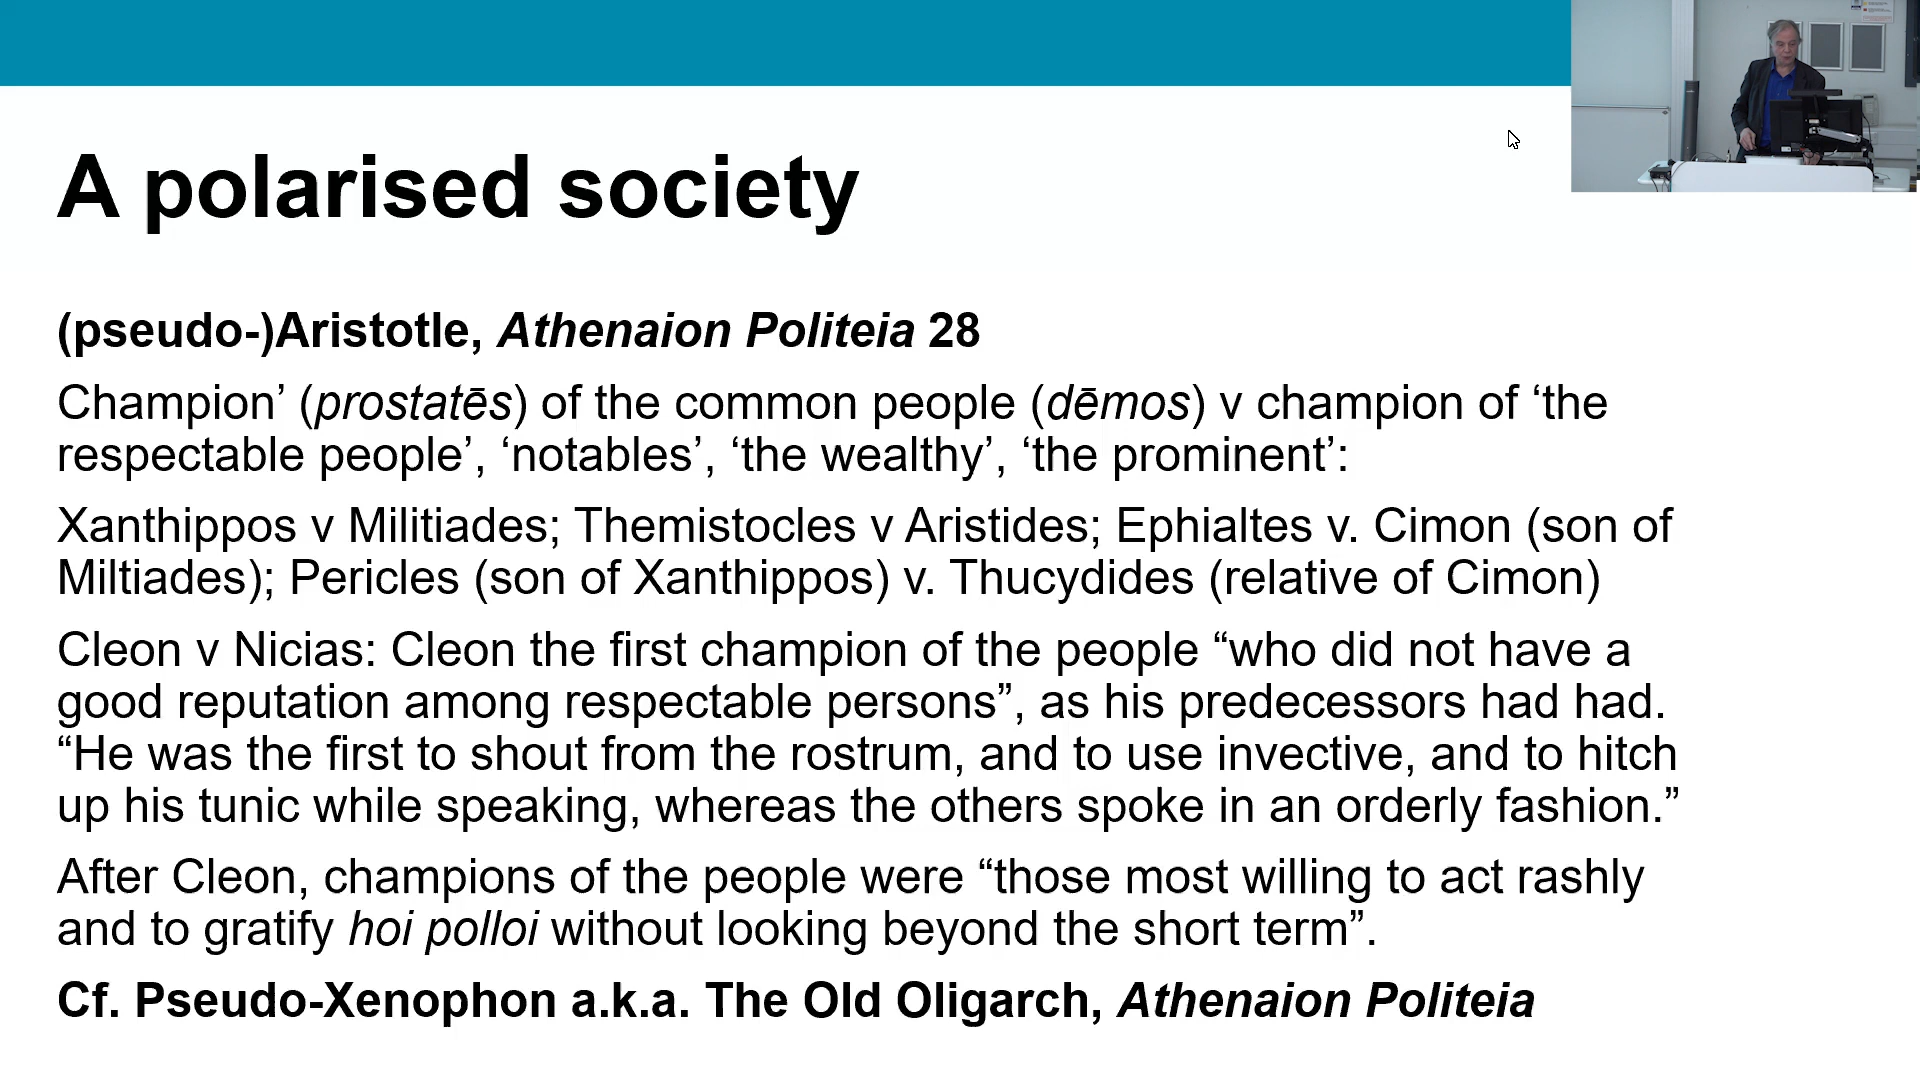 A polarised society
(pseudo-)Aristotle, Athenaion Politeia 28
Champion’ (prostatēs) of the common people (dēmos) v champion of ‘the
respectable people’, ‘notables’, ‘the wealthy’, ‘the prominent’:
Xanthippos v Militiades; Themistocles v Aristides; Ephialtes v. Cimon (son of
Miltiades); Pericles (son of Xanthippos) v. Thucydides (relative of Cimon)
Cleon v Nicias: Cleon the first champion of the people “who did not have a
good reputation among respectable persons”, as his predecessors had had.
“He was the first to shout from the rostrum, and to use invective, and to hitch
up his tunic while speaking, whereas the others spoke in an orderly fashion.”
After Cleon, champions of the people were “those most willing to act rashly
and to gratify hoi polloi without looking beyond the short term”.
Cf. Pseudo-Xenophon a.k.a. The Old Oligarch, Athenaion Politeia